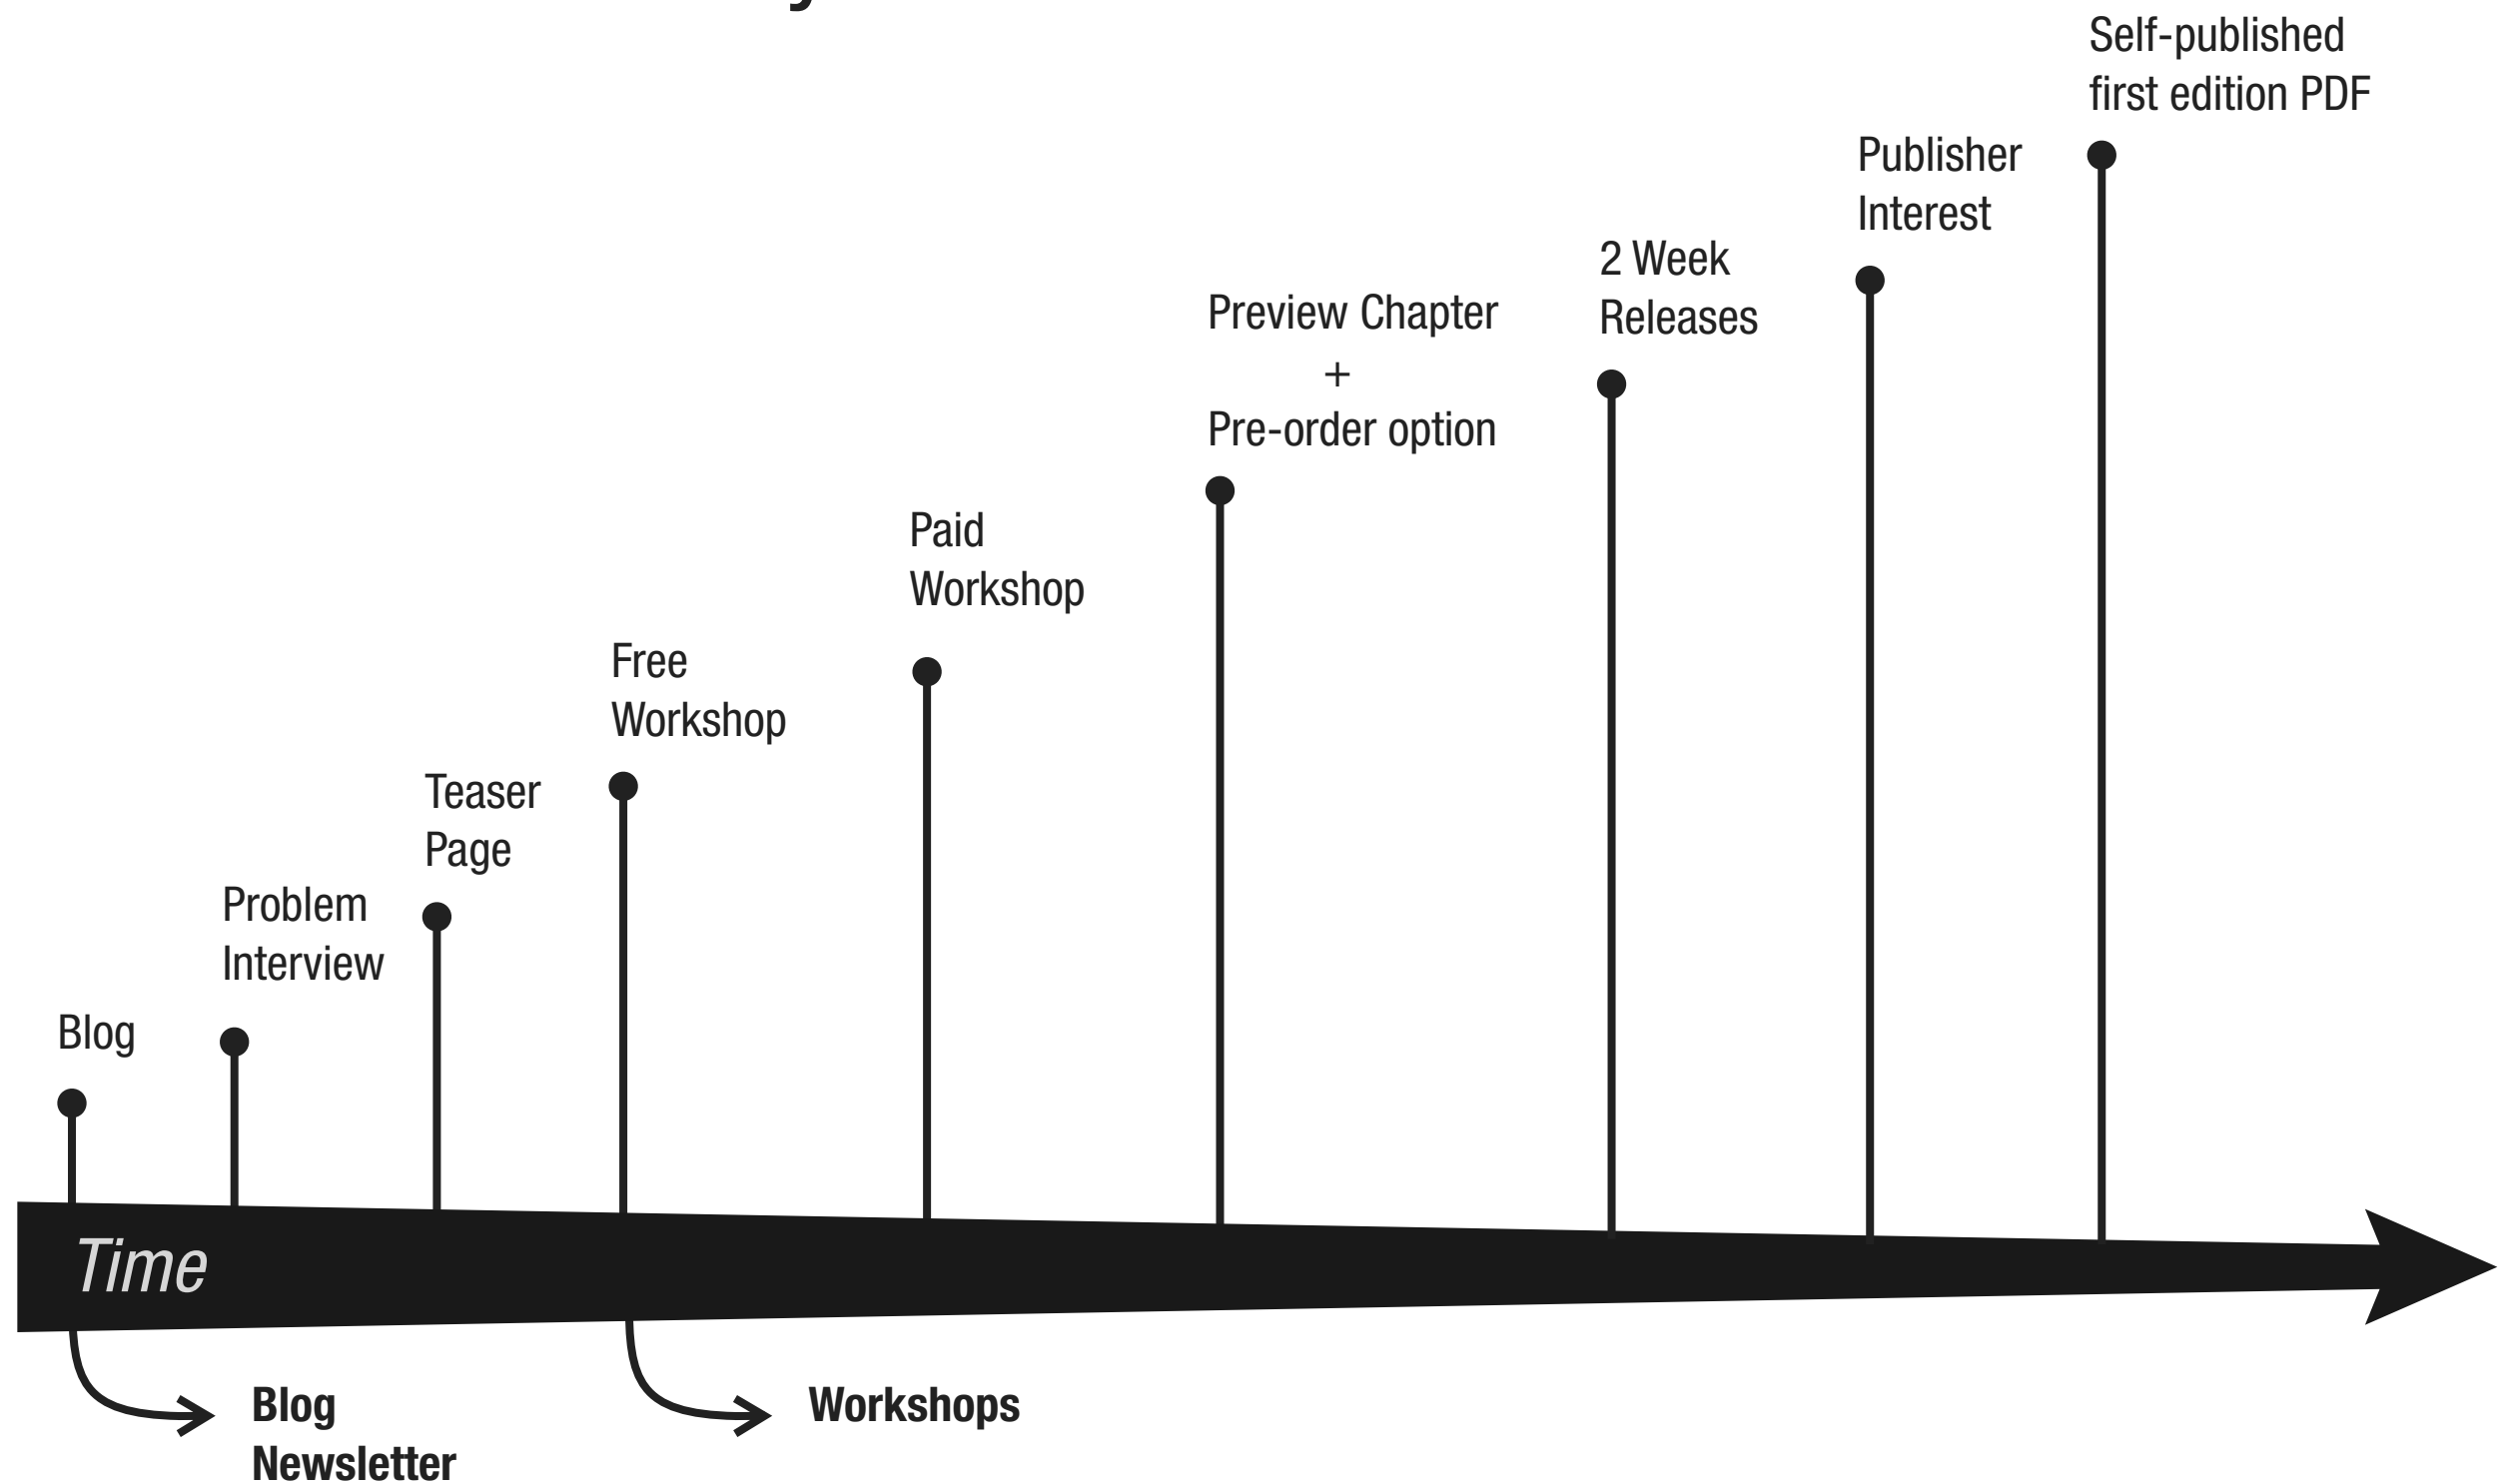 Self-published
first edition PDF
Publisher
Interest
2 Week
Releases
Preview Chapter
+
Pre-order option
Paid
Workshop
Free
Workshop
Teaser
Page
Problem
Interview
Blog
Time
Blog
Newsletter
Workshops